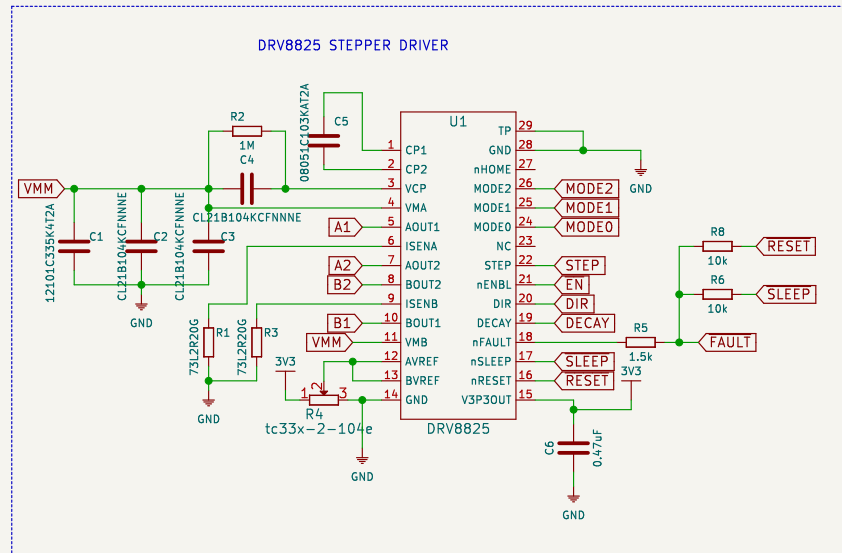 DRV8825 STEPPER DRIVER
R2
1M
C4
CL21B104KCFNNNE
08051C103KAT2A
C5
VMM
12101C335K4T2A
C1
CL21B104KCFNNNE
C2
CL21B104KCFNNNE
C3
GND
A1
A2
B2
B1
VMM
73L2R20G
R1
73L2R20G
R3
GND
3V3
1
2
3
R4
tc33x-2-104e
GND
U1
1 CP1
2 CP2
3 VCP
4 VMA
5 AOUT1
6 ISENA
7 AOUT2
8 BOUT2
9 ISENB
10 BOUT1
11 VMB
12 AVREF
13 BVREF
14 GND
TP 29
GND 28
nHOME 27
MODE2 26
MODE1 25
MODE0 24
NC 23
STEP 22
nENBL 21
DIR 20
DECAY 19
nFAULT 18
nSLEEP 17
nRESET 16
V3P3OUT 15
DRV8825
GND
MODE2
MODE1
MODE0
STEP
EN
DIR
DECAY
SLEEP
RESET
R5
1.5k
R8
10k
RESET
R6
10k
SLEEP
FAULT
3V3
C6
0.47uF
GND